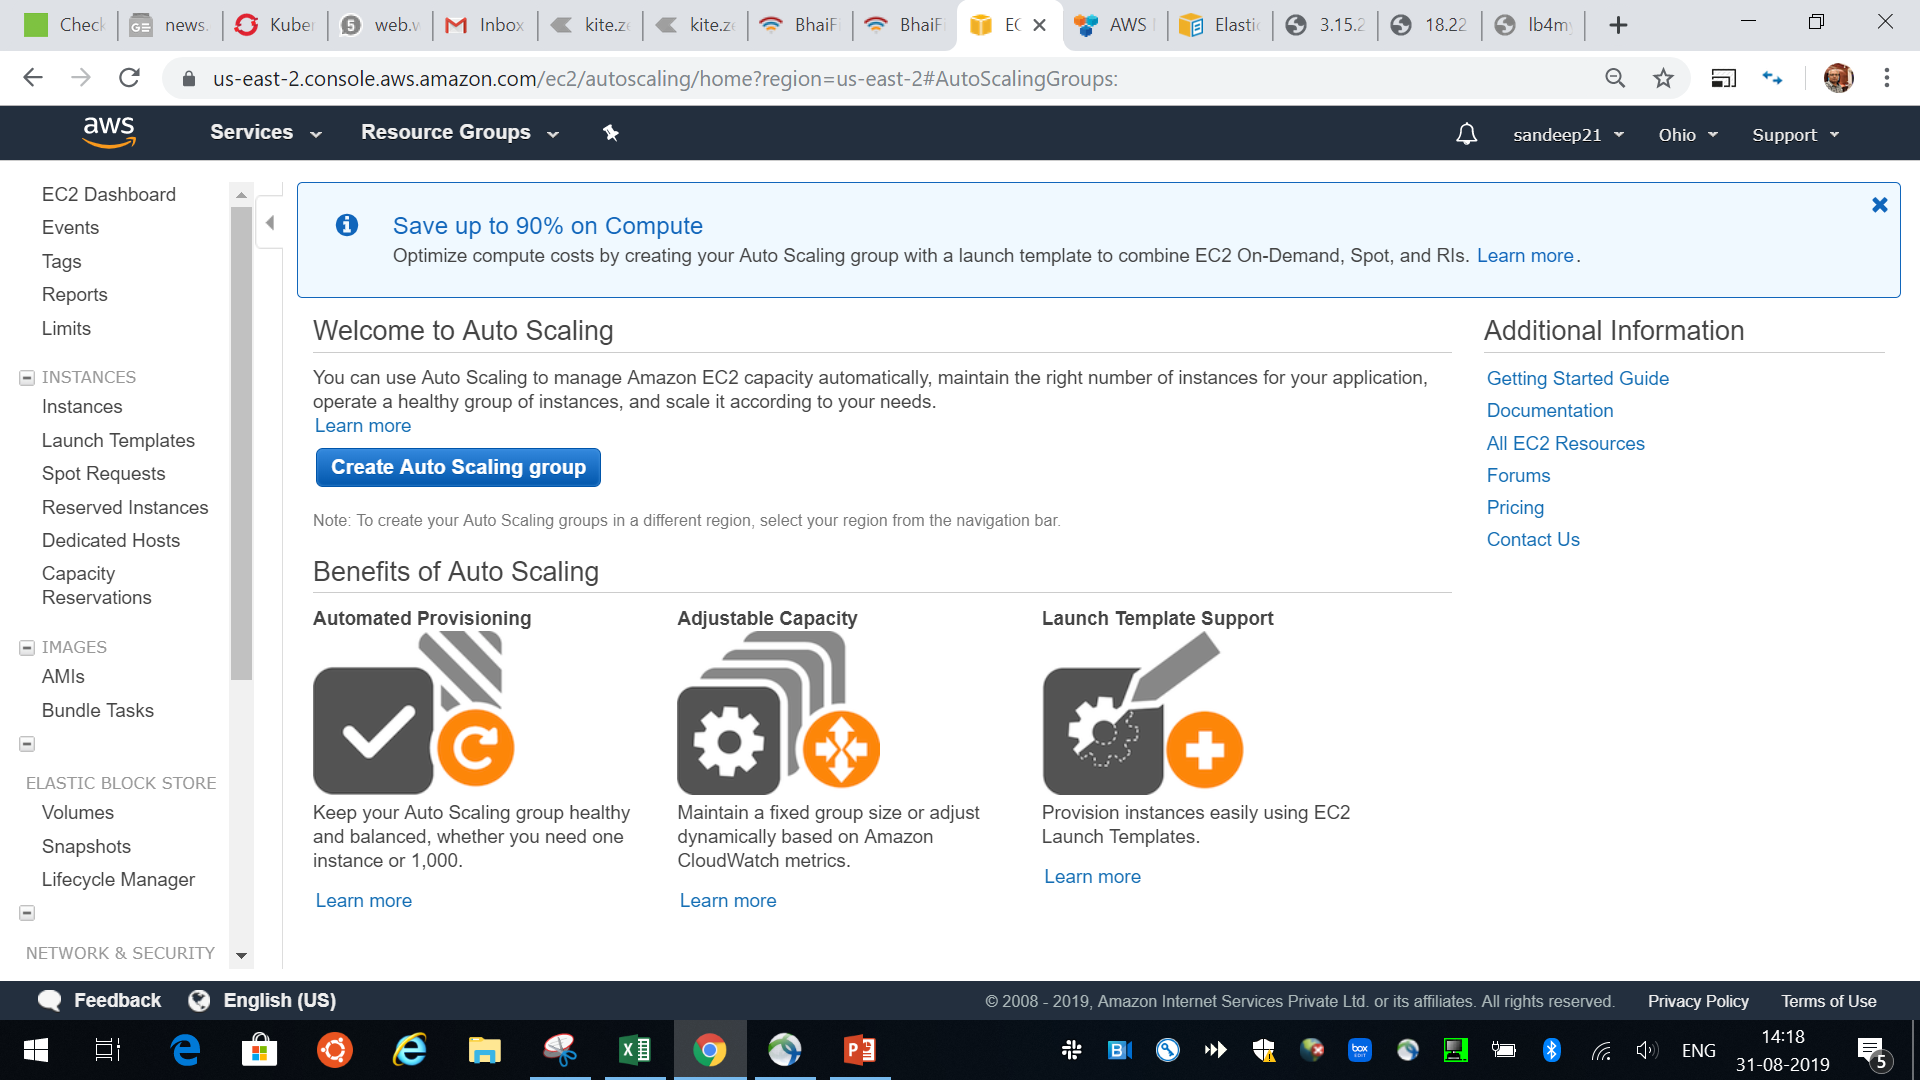 Check
news.
Kuber
5
web.w
Inbox
kite.ze
kite.ze
BhaiFi
BhaiFi
EC
AWS
Elastic
3.15.2
18.22
lb4my
us-east-2.console.aws.amazon.com/ec2/autoscaling/home?region=us-east-2#AutoScalingGroups:
aws
Services
Resource Groups
sandeep21
Ohio
Support
EC2 Dashboard
Events
Tags
Reports
Limits
INSTANCES
Instances
Launch Templates
Spot Requests
Reserved Instances
Dedicated Hosts
Capacity
Reservations
IMAGES
AMIs
Bundle Tasks
ELASTIC BLOCK STORE
Volumes
Snapshots
Lifecycle Manager
NETWORK & SECURITY
Save up to 90% on Compute
Optimize compute costs by creating your Auto Scaling group with a launch template to combine EC2 On-Demand, Spot, and RIs. Learn more.
Welcome to Auto Scaling
You can use Auto Scaling to manage Amazon EC2 capacity automatically, maintain the right number of instances for your application,
operate a healthy group of instances, and scale it according to your needs.
Learn more
Create Auto Scaling group
Note: To create your Auto Scaling groups in a different region, select your region from the navigation bar.
Benefits of Auto Scaling
Automated Provisioning
Keep your Auto Scaling group healthy
and balanced, whether you need one
instance or 1,000.
Learn more
Adjustable Capacity
Maintain a fixed group size or adjust
dynamically based on Amazon
CloudWatch metrics.
Learn more
Launch Template Support
Provision instances easily using EC2
Launch Templates.
Learn more
Additional Information
Getting Started Guide
Documentation
All EC2 Resources
Forums
Pricing
Contact Us
Feedback
English (US)
© 2008 - 2019, Amazon Internet Services Private Ltd. or its affiliates. All rights reserved.
Privacy Policy
Terms of Use
ENG
14:18
31-08-2019
5